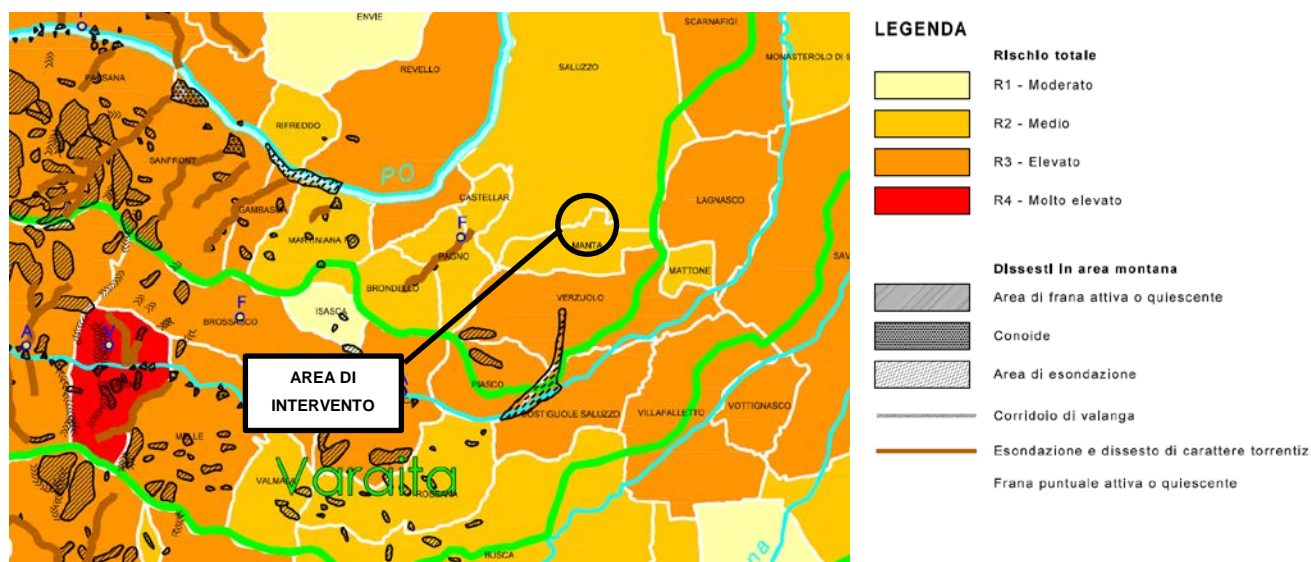 ENVIE
SCARNAFIGI
MONASTEROLO DI S
REVELLO
SALUZZO
RIFREDDO
SANFRONT
PO
CASTELLAR
LAGNASCO
GAMBASCA
F
MARTINIANA P
MANTA
PAGNO
MATTONE
SAV
BRONDELLO
VERZUOLO
ISASCA
F
BROSSASCO
A
V
AREA DI
INTERVENTO
PIASCO
COSTIGLIOLE SALUZZO
VILLAFALLETTO
VOTTIGNASCO
MELLE
Varaita
VALMALA
ROSSANA
BUSCA
na
LEGENDA
Rischio totale
R1 - Moderato
R2 - Medio
R3 - Elevato
R4 - Molto elevato
Dissesti in area montana
Area di frana attiva o quiescente
Conoide
Area di esondazione
Corridoio di valanga
Esondazione e dissesto di carattere torrentiz
Frana puntuale attiva o quiescente